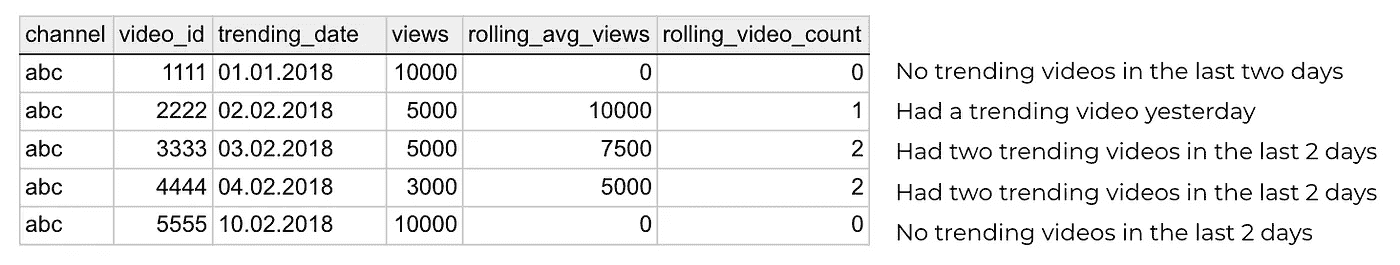 channel video_id trending_date views rolling_avg_views rolling_video_count
abc 1111 01.01.2018 10000 0 0 No trending videos in the last two days
abc 2222 02.02.2018 5000 10000 1 Had a trending video yesterday
abc 3333 03.02.2018 5000 7500 2 Had two trending videos in the last 2 days
abc 4444 04.02.2018 3000 5000 2 Had two trending videos in the last 2 days
abc 5555 10.02.2018 10000 0 0 No trending videos in the last 2 days